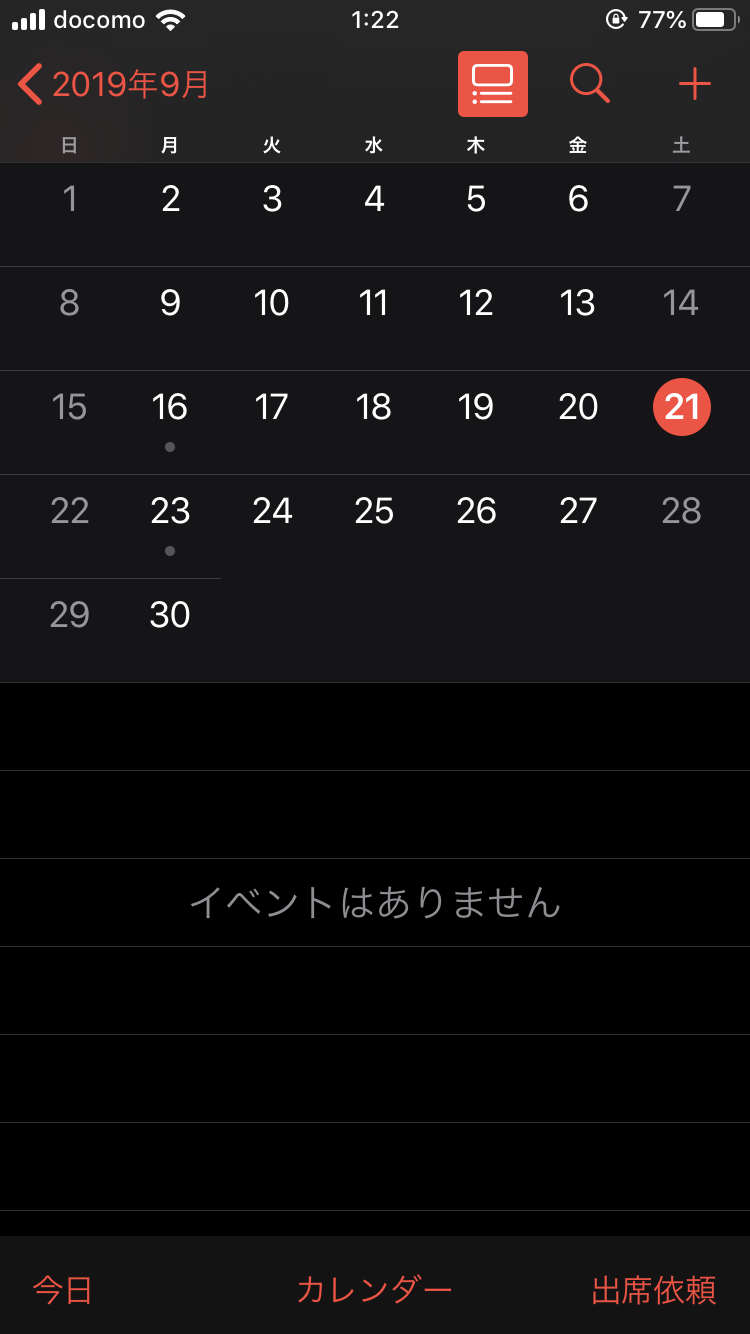 docomo 1:22 77%
2019年9月
日 月 火 水 木 金 土
1 2 3 4 5 6 7
8 9 10 11 12 13 14
15 16 17 18 19 20 21
22 23 24 25 26 27 28
29 30
イベントはありません
今日 カレンダー 出席依頼